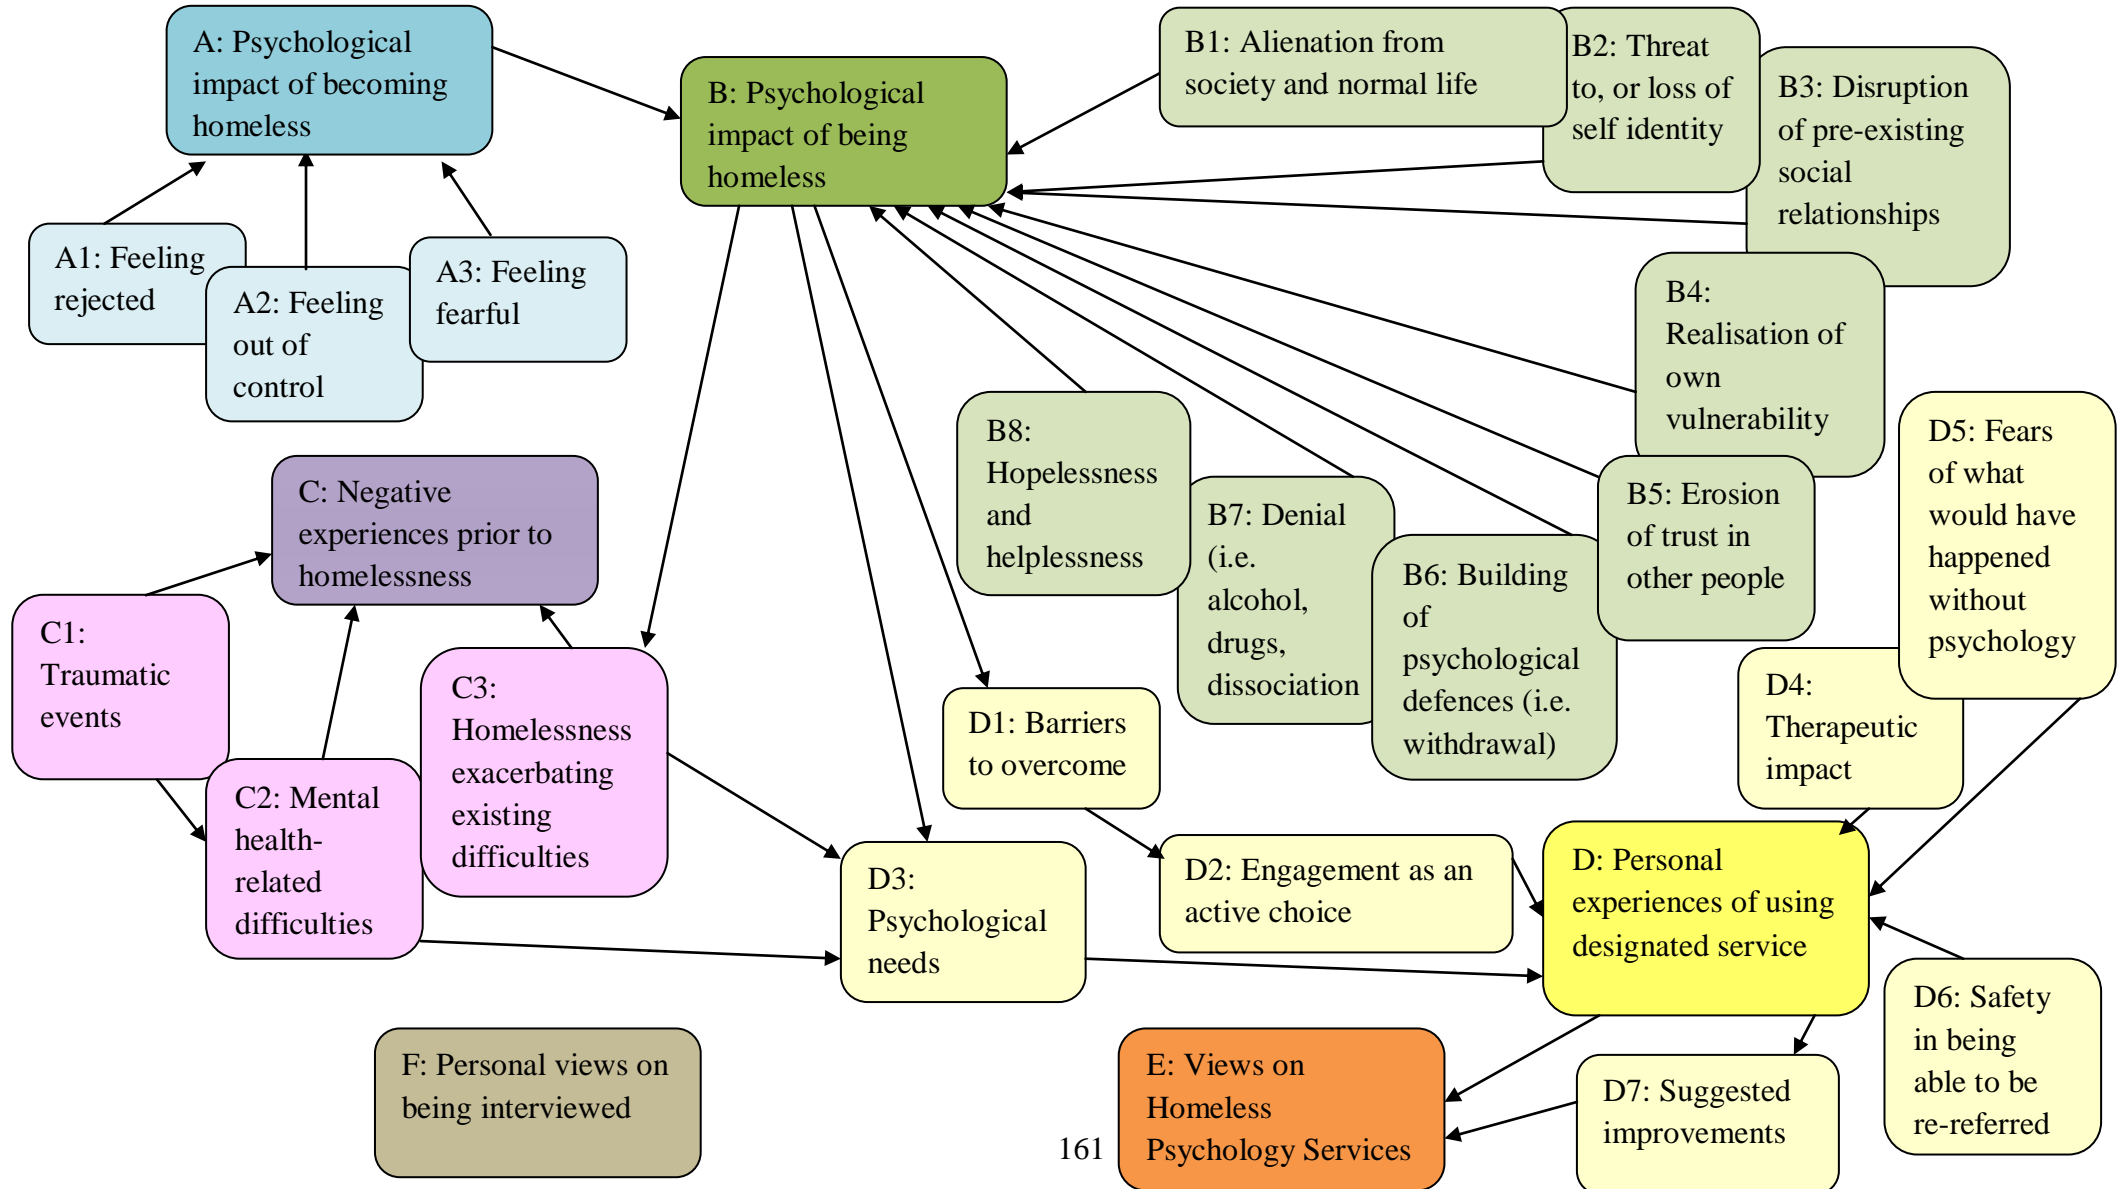 A: Psychological
impact of becoming
homeless
B: Psychological
impact of being
homeless
B1: Alienation from
society and normal life
B2: Threat
to, or loss of
self identity
B3: Disruption
of pre-existing
social
relationships
A1: Feeling
rejected
A2: Feeling
out of
control
A3: Feeling
fearful
B4:
Realisation of
own
vulnerability
B8:
Hopelessness
and
helplessness
B7: Denial
(i.e.
alcohol,
drugs,
dissociation
B6: Building
of
psychological
defences (i.e.
withdrawal)
B5: Erosion
of trust in
other people
D5: Fears
of what
would have
happened
without
psychology
C: Negative
experiences prior to
homelessness
C1:
Traumatic
events
C2: Mental
health-
related
difficulties
C3:
Homelessness
exacerbating
existing
difficulties
D1: Barriers
to overcome
D4:
Therapeutic
impact
D3:
Psychological
needs
D2: Engagement as an
active choice
D: Personal
experiences of using
designated service
D6: Safety
in being
able to be
re-referred
F: Personal views on
being interviewed
E: Views on
Homeless
Psychology Services
D7: Suggested
improvements
161